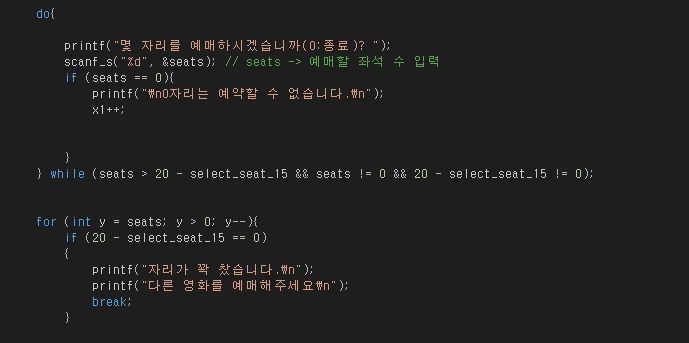 do{
printf("몇 자리를 예매하시겠습니까(0:종료)? ");
scanf_s("%d", &seats); // seats -> 예매할 좌석 수 입력
if (seats == 0){
printf("₩n0자리는 예약할 수 없습니다.₩n");
x1++;
}
} while (seats > 20 - select_seat_15 && seats != 0 && 20 - select_seat_15 != 0);
for (int y = seats; y > 0; y--){
if (20 - select_seat_15 == 0)
{
printf("자리가 꽉 찼습니다.₩n");
printf("다른 영화를 예매해주세요₩n");
break;
}